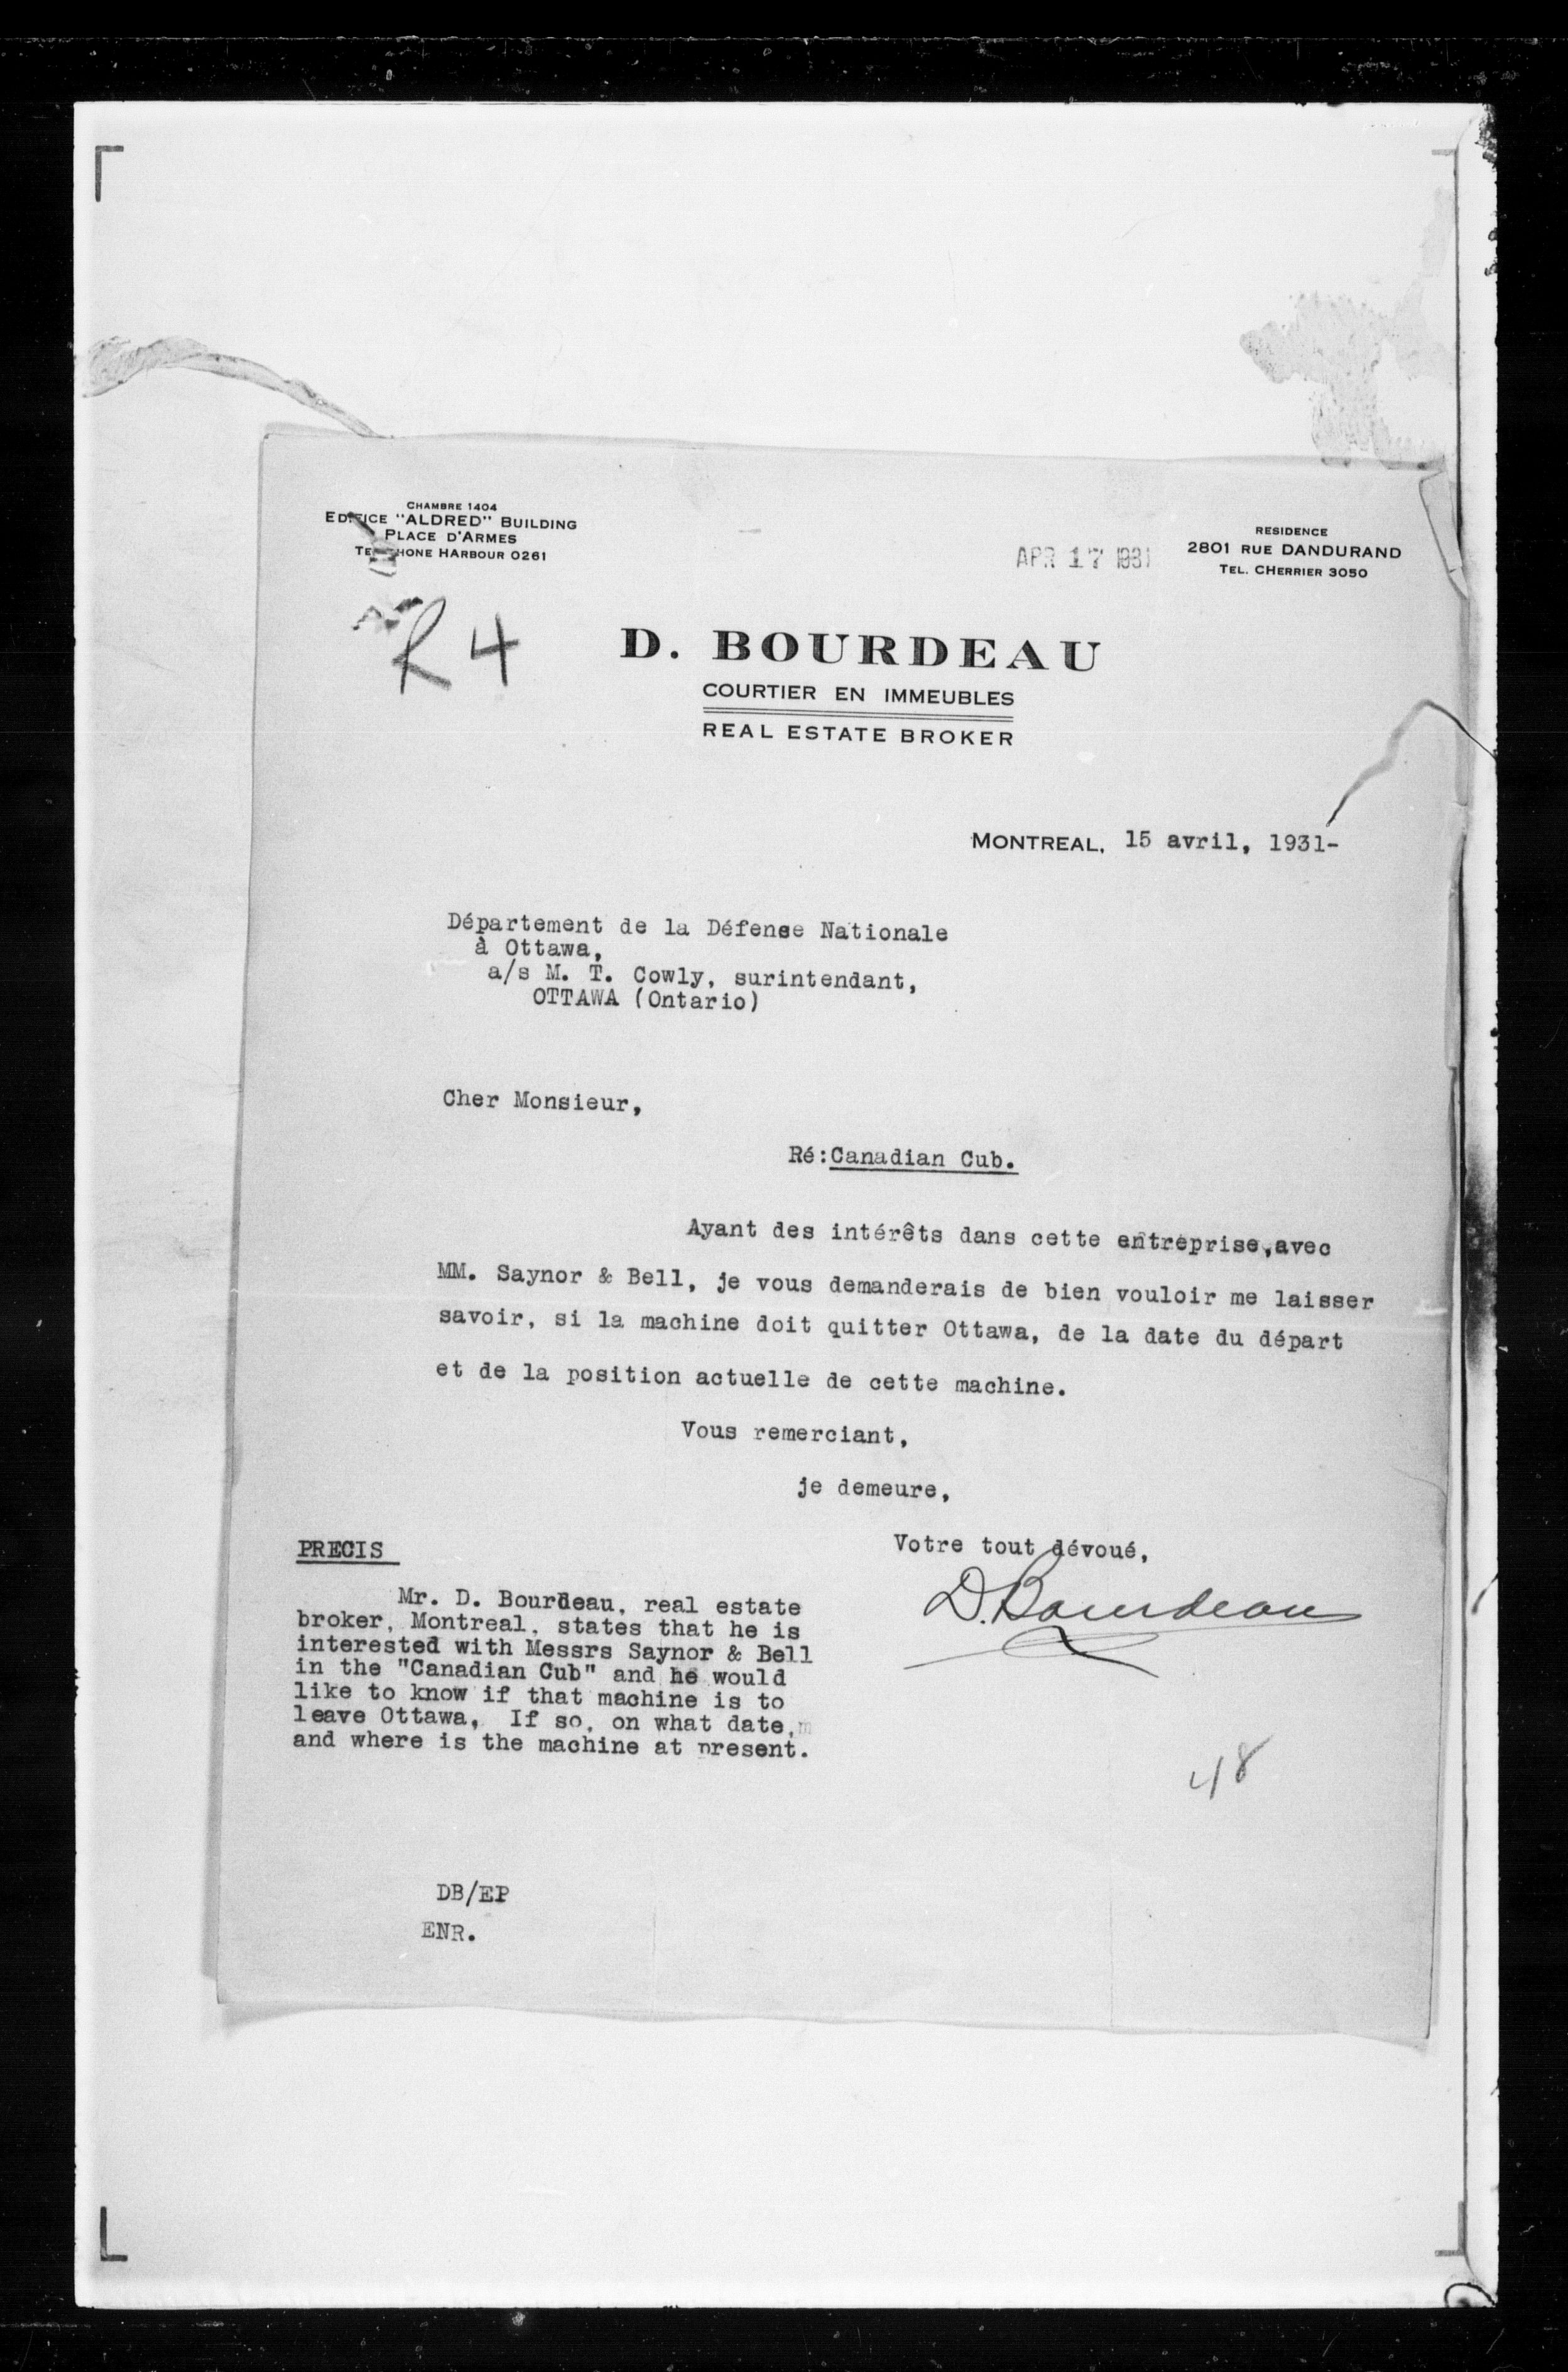 CHAMBRE 1404
EDIFICE "ALDRED" BUILDING
PLACE D'ARMES
TELEPHONE HARBOUR 0261
APR 17 1931
RESIDENCE
2801 RUE DANDURAND
TEL. CHERRIER 3050
R 4
D. BOURDEAU
COURTIER EN IMMEUBLES
REAL ESTATE BROKER
MONTREAL, 15 avril, 1931-
Département de la Défense Nationale
à Ottawa,
a/s M. T. Cowly, surintendant,
OTTAWA (Ontario)
Cher Monsieur,
Ré:Canadian Cub.
Ayant des intérêts dans cette entreprise,avec
MM. Saynor & Bell, je vous demanderais de bien vouloir me laisser
savoir, si la machine doit quitter Ottawa, de la date du départ
et de la position actuelle de cette machine.
Vous remerciant,
je demeure,
Votre tout dévoué,
D. Bourdeau
PRECIS
Mr. D. Bourdeau, real estate
broker, Montreal, states that he is
interested with Messrs Saynor & Bell
in the "Canadian Cub" and he would
like to know if that machine is to
leave Ottawa, If so, on what date,
and where is the machine at present.
48
DB/EP
ENR.